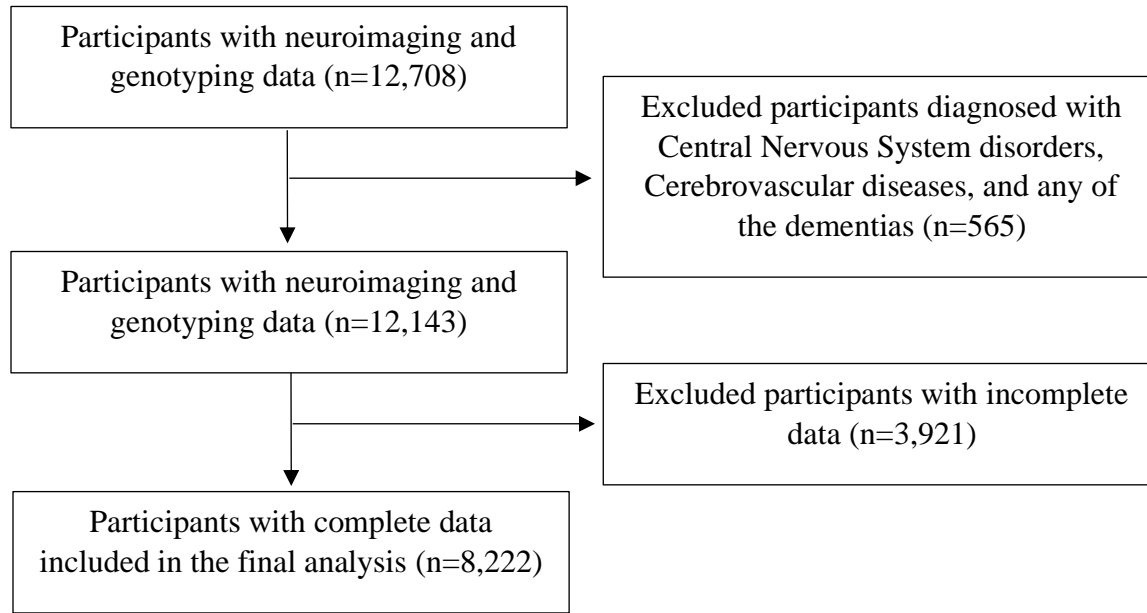 Participants with neuroimaging and
genotyping data (n=12,708)
Excluded participants diagnosed with
Central Nervous System disorders,
Cerebrovascular diseases, and any of
the dementias (n=565)
Participants with neuroimaging and
genotyping data (n=12,143)
Excluded participants with incomplete
data (n=3,921)
Participants with complete data
included in the final analysis (n=8,222)